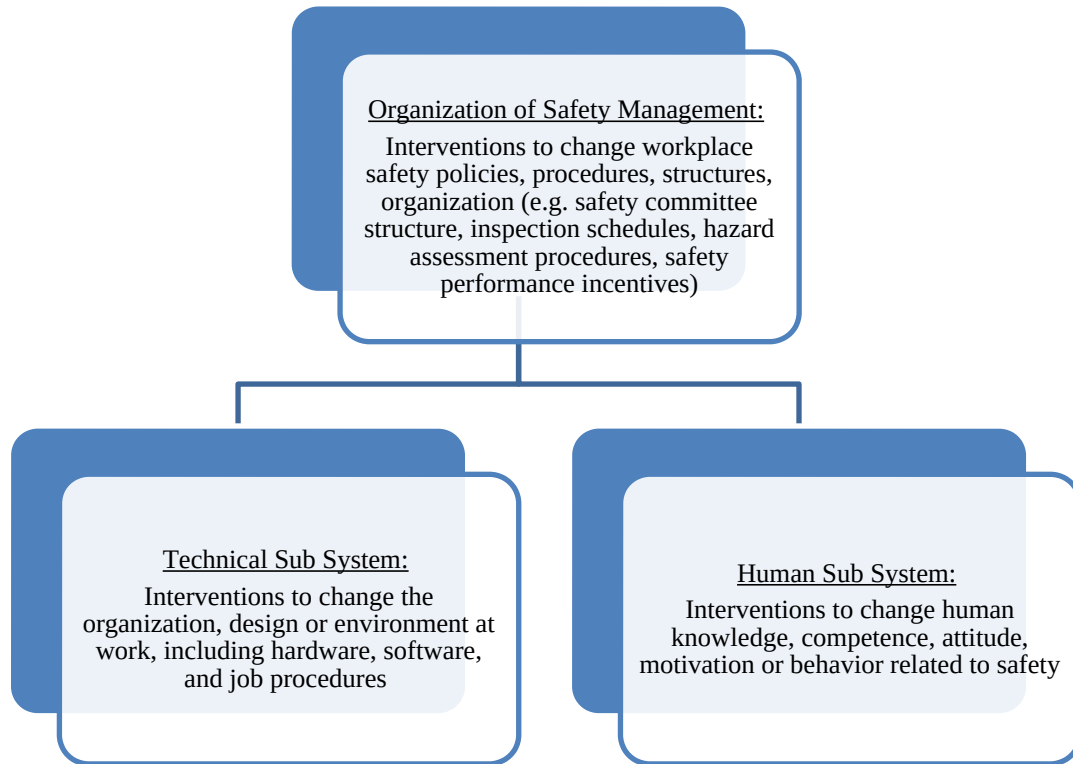 Organization of Safety Management:
Interventions to change workplace
safety policies, procedures, structures,
organization (e.g. safety committee
structure, inspection schedules, hazard
assessment procedures, safety
performance incentives)
Technical Sub System:
Interventions to change the
organization, design or environment at
work, including hardware, software,
and job procedures
Human Sub System:
Interventions to change human
knowledge, competence, attitude,
motivation or behavior related to safety